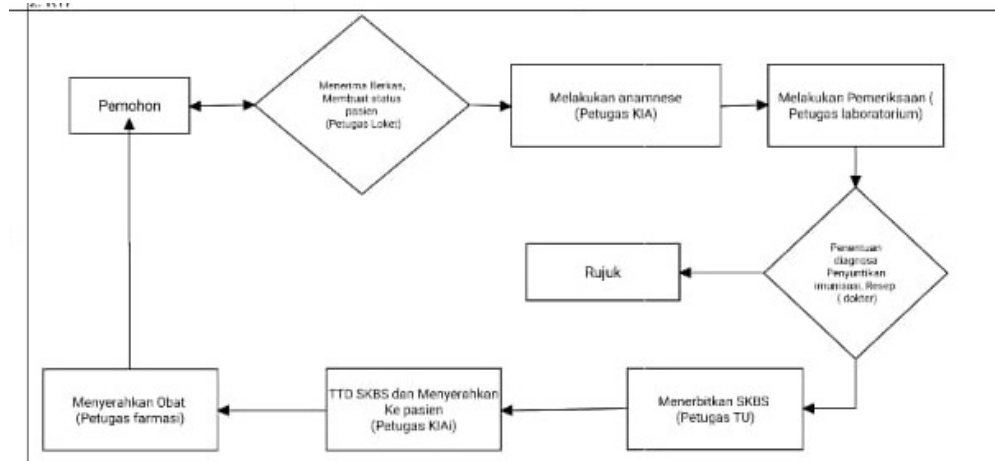 Pemohon
Menerima Berkas,
Membuat status
pasien
(Petugas Loket)
Melakukan anamnese
(Petugas KIA)
Melakukan Pemeriksaan (
Petugas laboratorium)
Penentuan
diagnosa
Penyuntikan
imunisasi, Resep
( dokter)
Rujuk
Menyerahkan Obat
(Petugas farmasi)
TTD SKBS dan Menyerahkan
Ke pasien
(Petugas KIAi)
Menerbitkan SKBS
(Petugas TU)